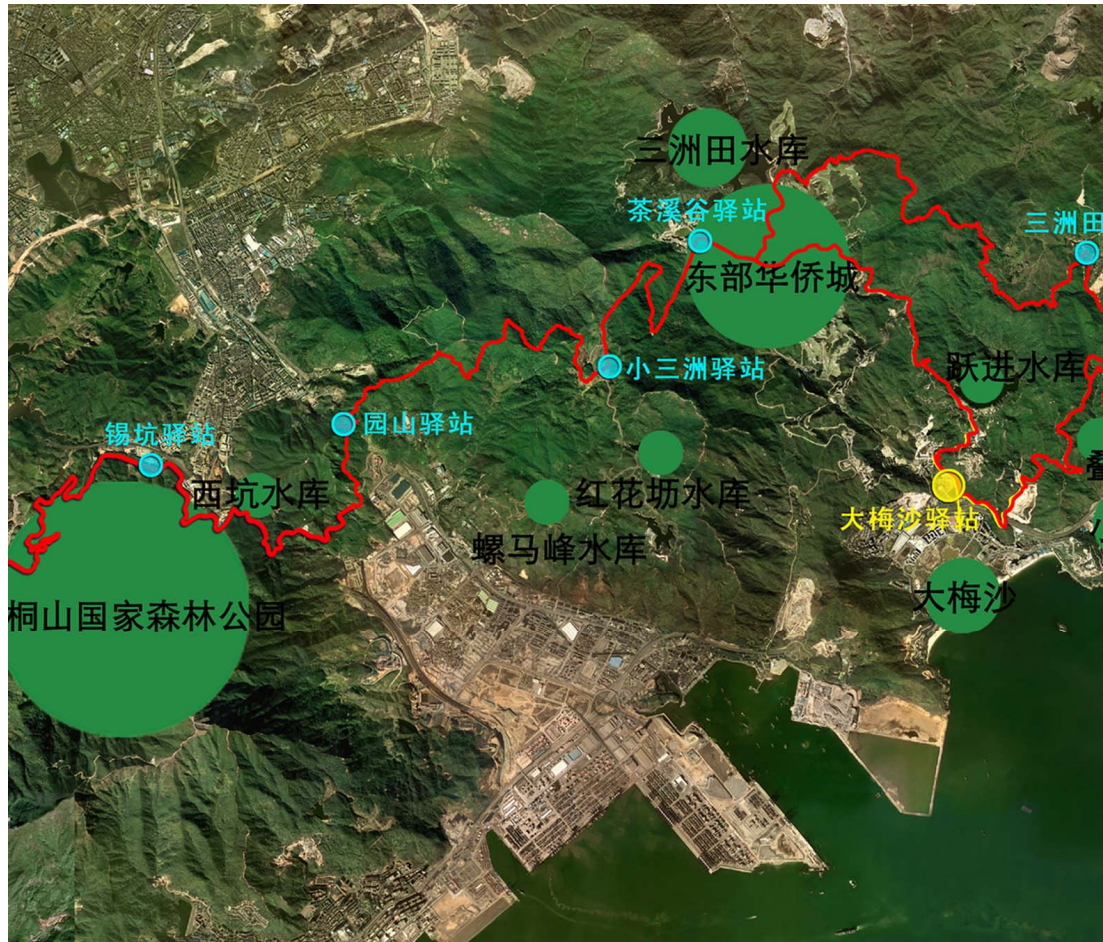 三洲田水库
茶溪谷驿站
三洲田
东部华侨城
小三洲驿站
跃进水库
园山驿站
锡坑驿站
叠
西坑水库
红花坜水库
大梅沙驿站
螺马峰水库
大梅沙
桐山国家森林公园